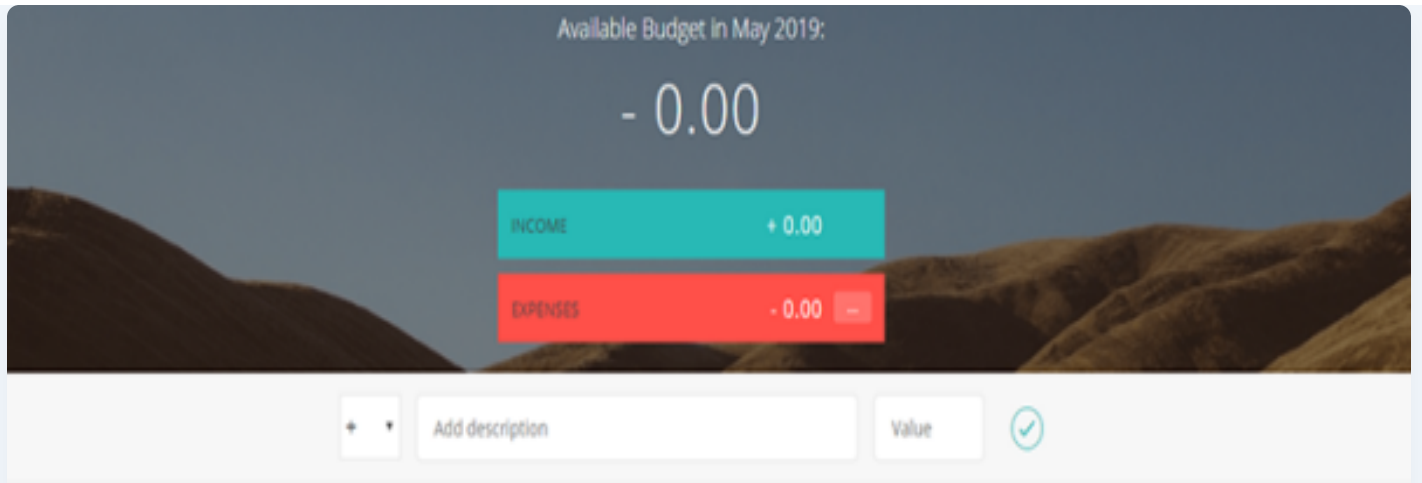 Available Budget in May 2019:
- 0.00
INCOME + 0.00
EXPENSES - 0.00 --
+ ▼ Add description Value